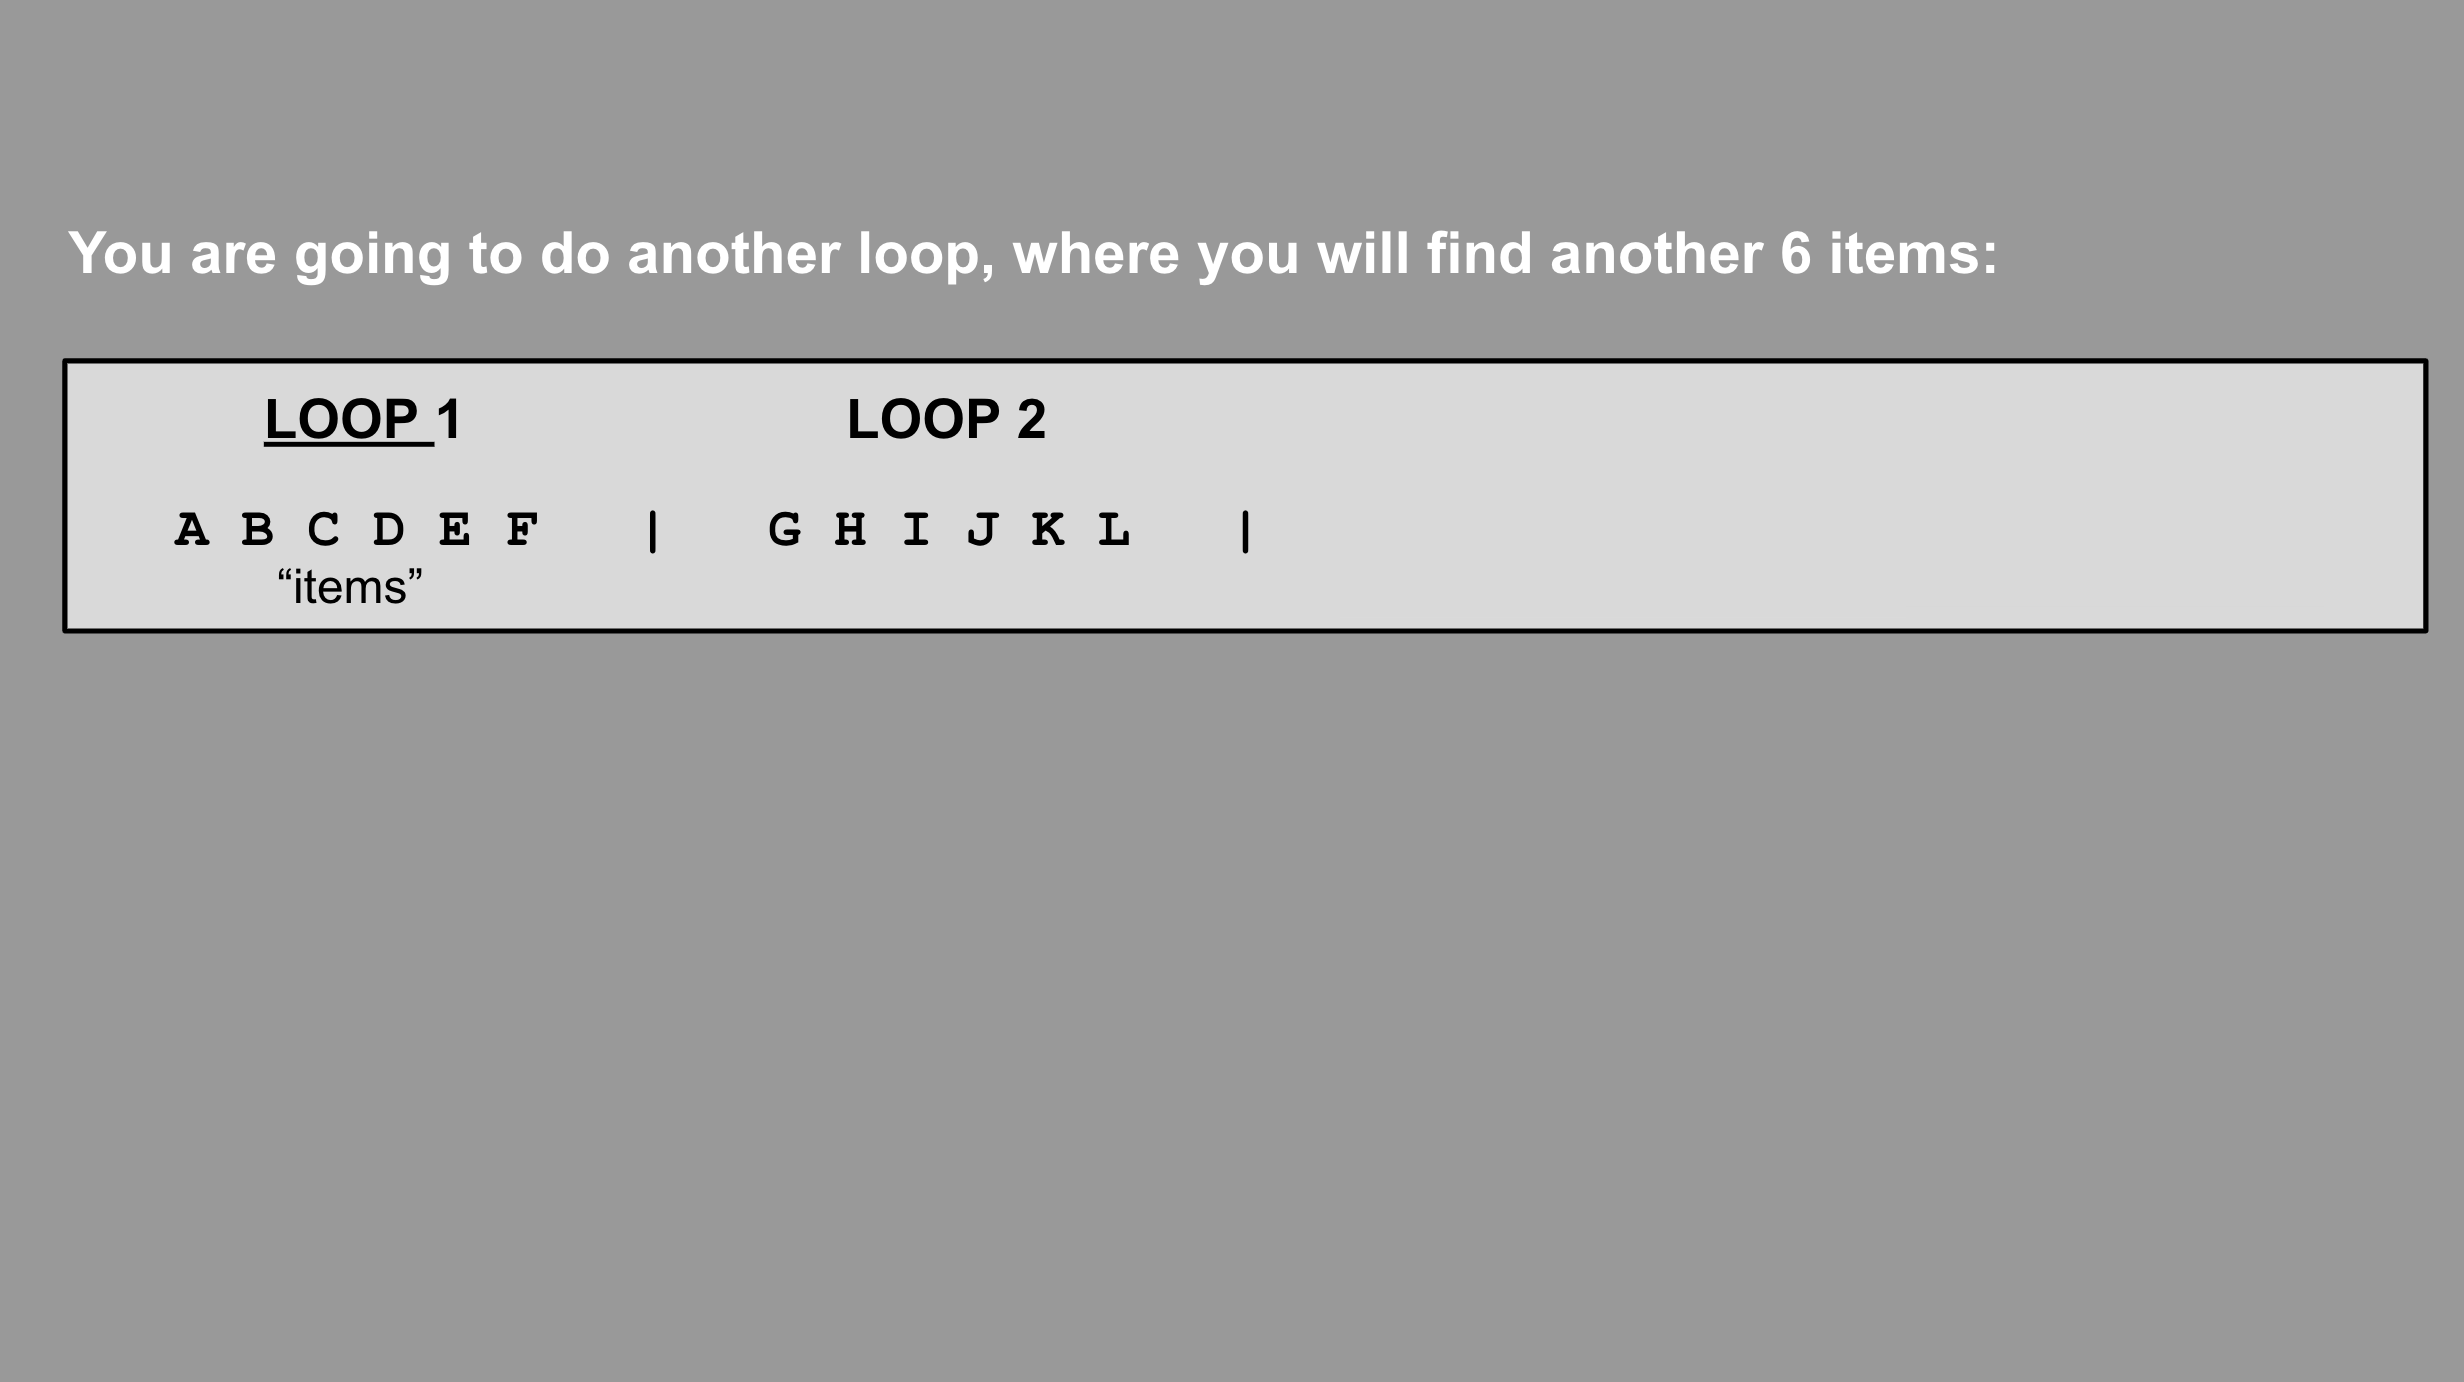 You are going to do another loop, where you will find another 6 items:
LOOP 1 LOOP 2
A B C D E F | G H I J K L |
“items”